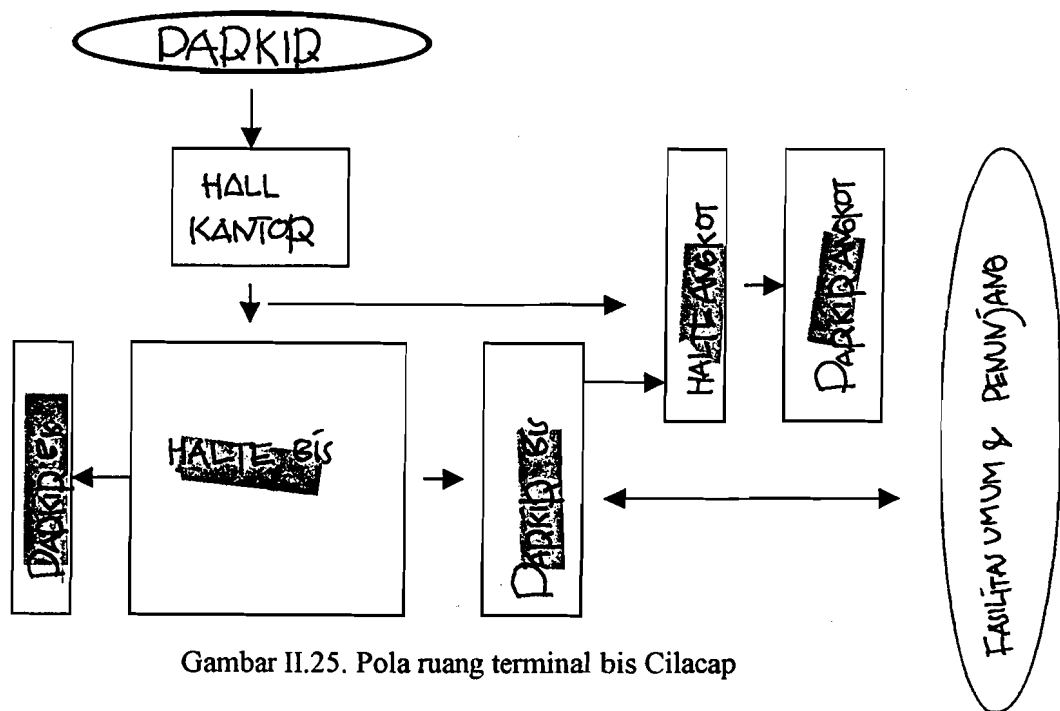 PARKIR
HALL
KANTOR
HALTE ANGKOT
PARKIR ANGKOT
PARKIR BIS
HALTE BIS
PARKIR BIS
FASILITAS UMUM & PENUNJANG
Gambar II.25. Pola ruang terminal bis Cilacap